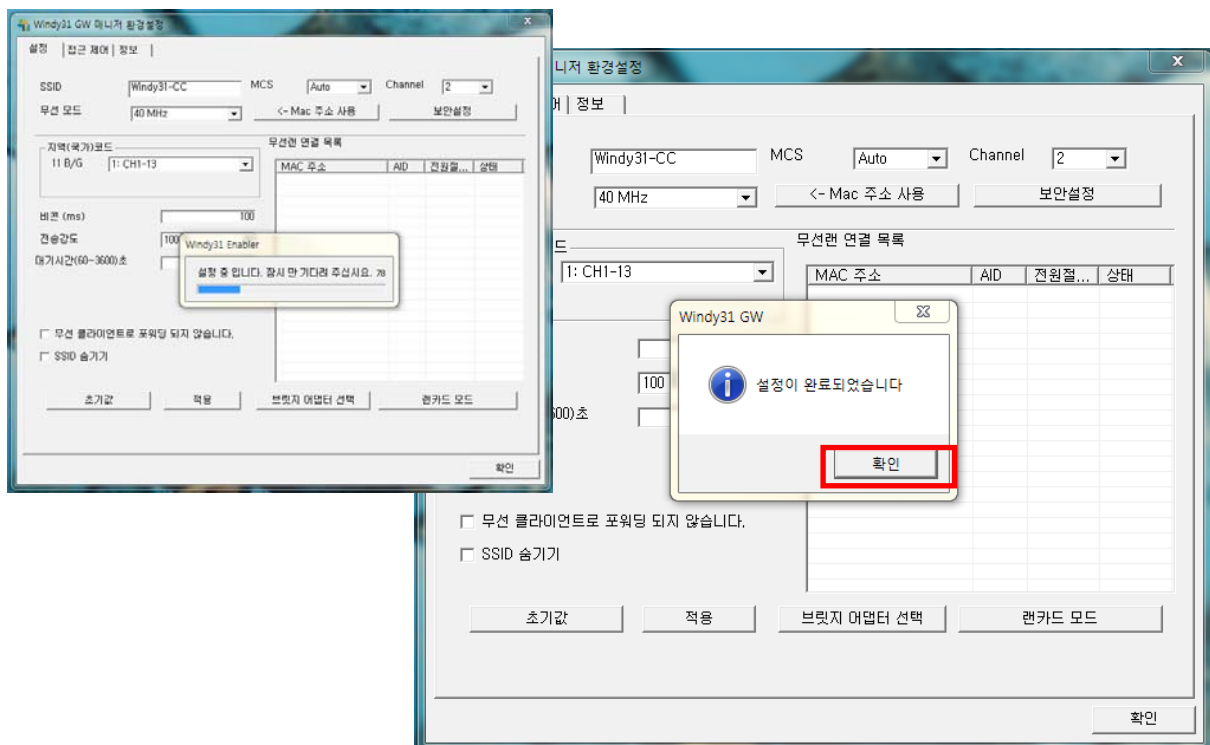 Windy31 GW 매니저 환경설정
설정 접근 제어 정보
SSID Windy31-CC MCS Auto Channel 2
무선 모드 40 MHz <- Mac 주소 사용 보안설정
지역(국가)코드 무선랜 연결 목록
11 B/G 1: CH1-13 MAC 주소 AID 전원절... 상태
비콘 (ms) 100
전송강도 100
Windy31 Enabler
대기시간(60~3600)초
설정 중 입니다. 잠시 만 기다려 주십시요. 78
무선 클라이언트로 포워딩 되지 않습니다.
SSID 숨기기
초기값 적용 브릿지 어댑터 선택 랜카드 모드
확인
니저 환경설정
어 정보
Windy31-CC MCS Auto Channel 2
40 MHz <- Mac 주소 사용 보안설정
드 무선랜 연결 목록
1: CH1-13 MAC 주소 AID 전원절... 상태
Windy31 GW
100
설정이 완료되었습니다
600)초
확인
무선 클라이언트로 포워딩 되지 않습니다.
SSID 숨기기
초기값 적용 브릿지 어댑터 선택 랜카드 모드
확인